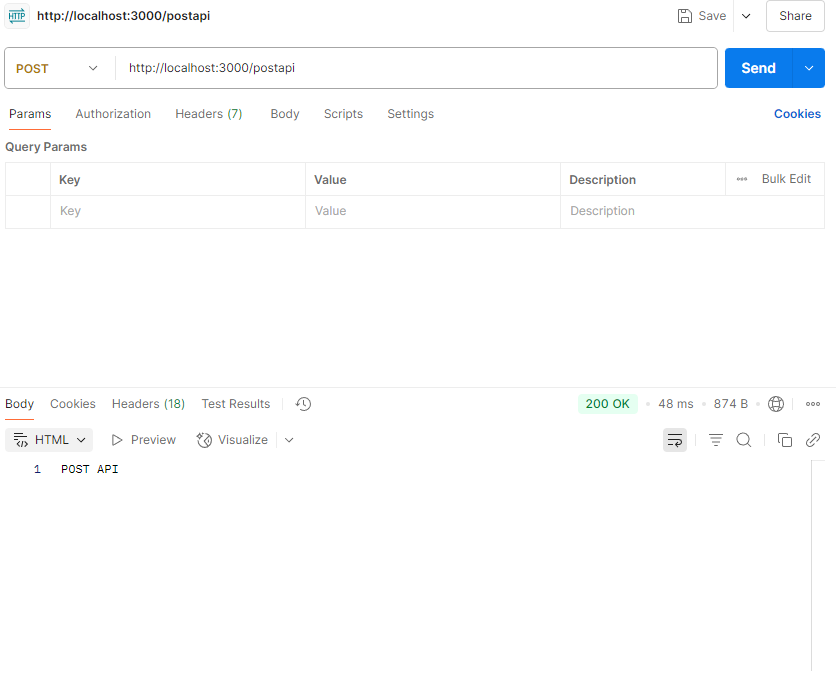 HTTP http://localhost:3000/postapi Save Share
POST http://localhost:3000/postapi Send
Params Authorization Headers (7) Body Scripts Settings Cookies
Query Params
Key Value Description Bulk Edit
Key Value Description
Body Cookies Headers (18) Test Results 200 OK 48 ms 874 B
HTML Preview Visualize
1 POST API